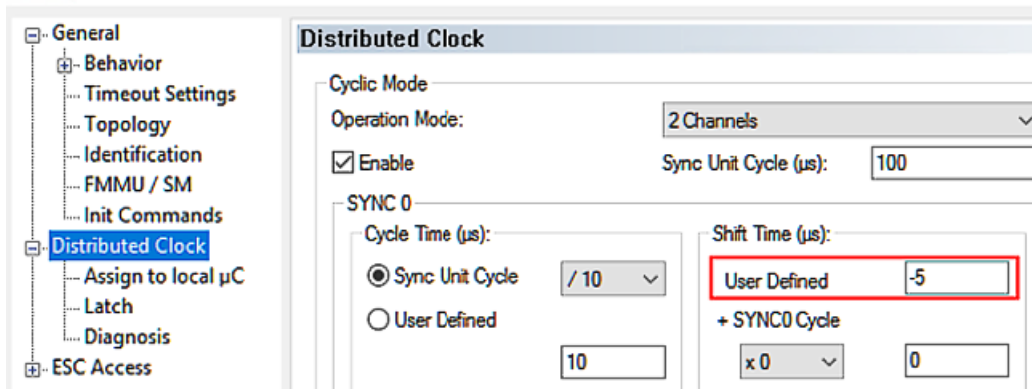 General
Behavior
Timeout Settings
Topology
Identification
FMMU / SM
Init Commands
Distributed Clock
Assign to local µC
Latch
Diagnosis
ESC Access
Distributed Clock
Cyclic Mode
Operation Mode: 2 Channels
Enable Sync Unit Cycle (µs): 100
SYNC 0
Cycle Time (µs):
Sync Unit Cycle / 10
User Defined
10
Shift Time (µs):
User Defined -5
+ SYNC0 Cycle
x 0 0